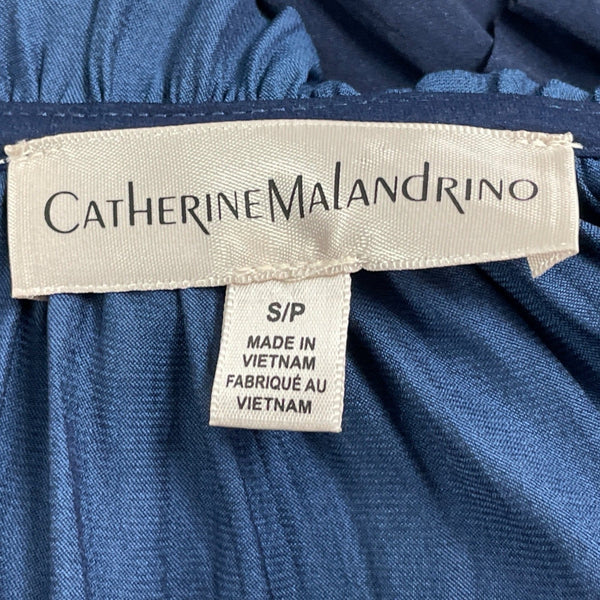 CATHERINE MALANDRINO
S/P
MADE IN
VIETNAM
FABRIQUÉ AU
VIETNAM